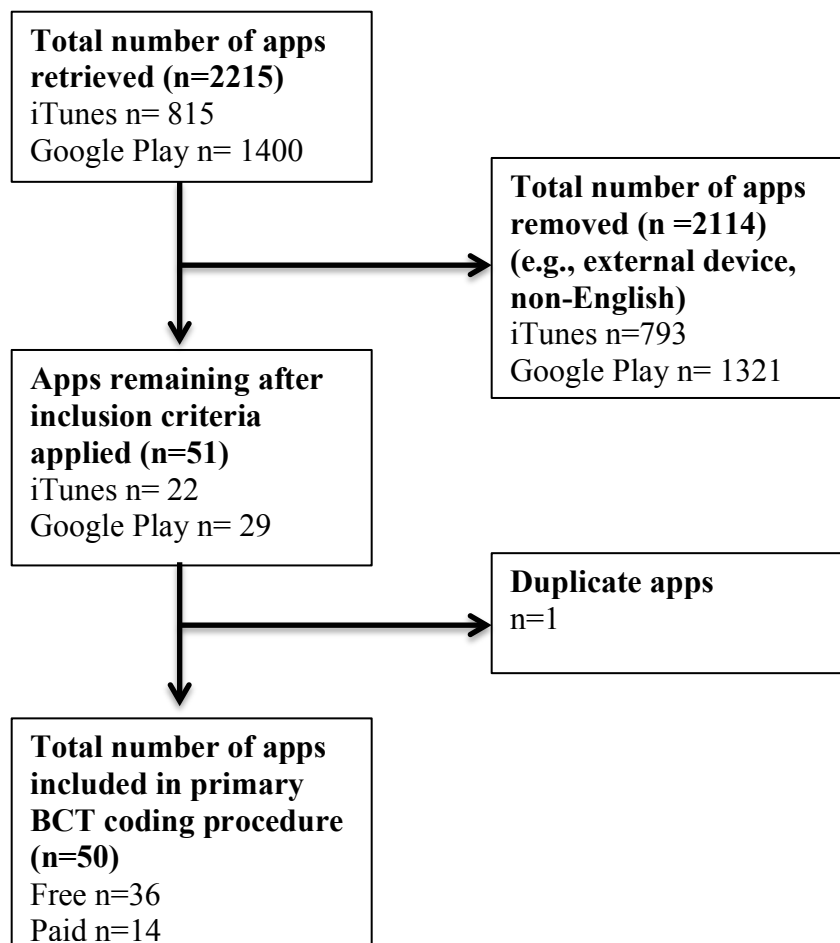 Total number of apps
retrieved (n=2215)
iTunes n= 815
Google Play n= 1400
Total number of apps
removed (n =2114)
(e.g., external device,
non-English)
iTunes n=793
Google Play n= 1321
Apps remaining after
inclusion criteria
applied (n=51)
iTunes n= 22
Google Play n= 29
Duplicate apps
n=1
Total number of apps
included in primary
BCT coding procedure
(n=50)
Free n=36
Paid n=14